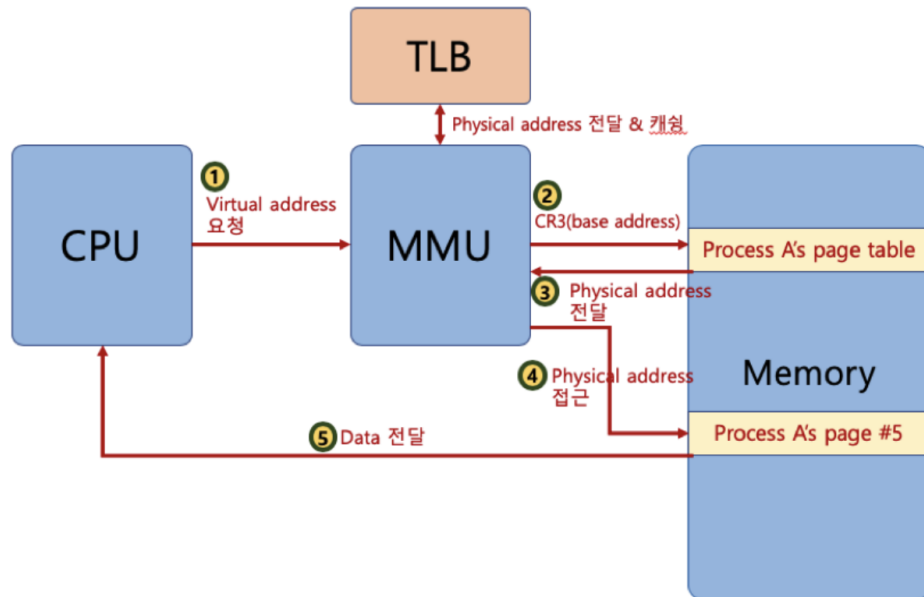 TLB
Physical address 전달 & 캐슁
CPU
1
Virtual address
요청
MMU
2
CR3(base address)
Process A's page table
3 Physical address
전달
Memory
4 Physical address
접근
Process A's page #5
5 Data 전달